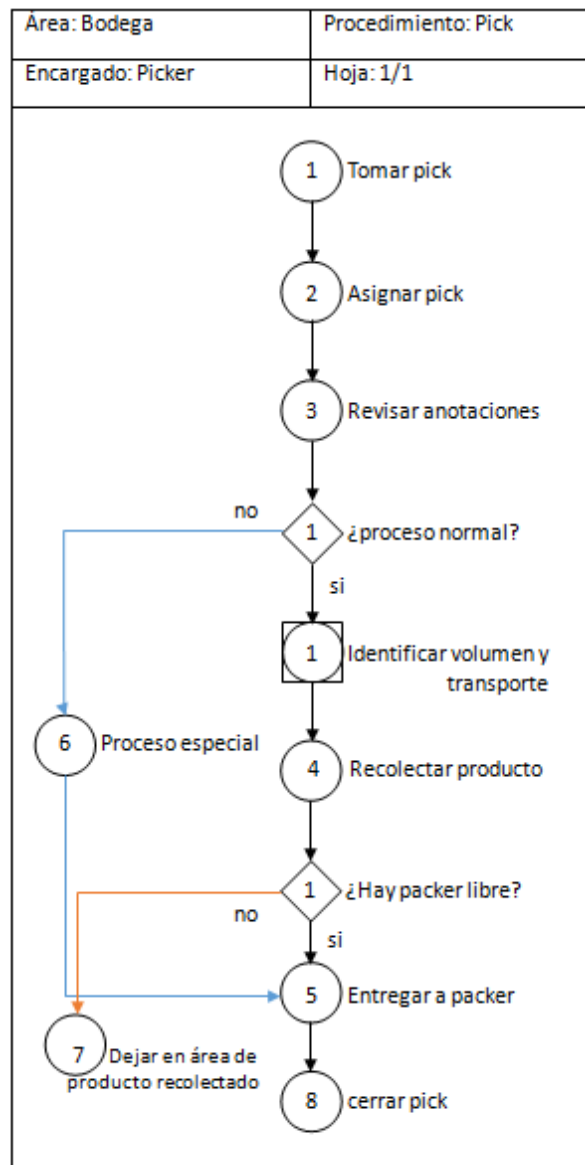 Área: Bodega
Procedimiento: Pick
Encargado: Picker
Hoja: 1/1
1 Tomar pick
2 Asignar pick
3 Revisar anotaciones
no
1 ¿proceso normal?
si
1 Identificar volumen y
transporte
6 Proceso especial
4 Recolectar producto
1 ¿Hay packer libre?
no
si
5 Entregar a packer
7 Dejar en área de
producto recolectado
8 cerrar pick